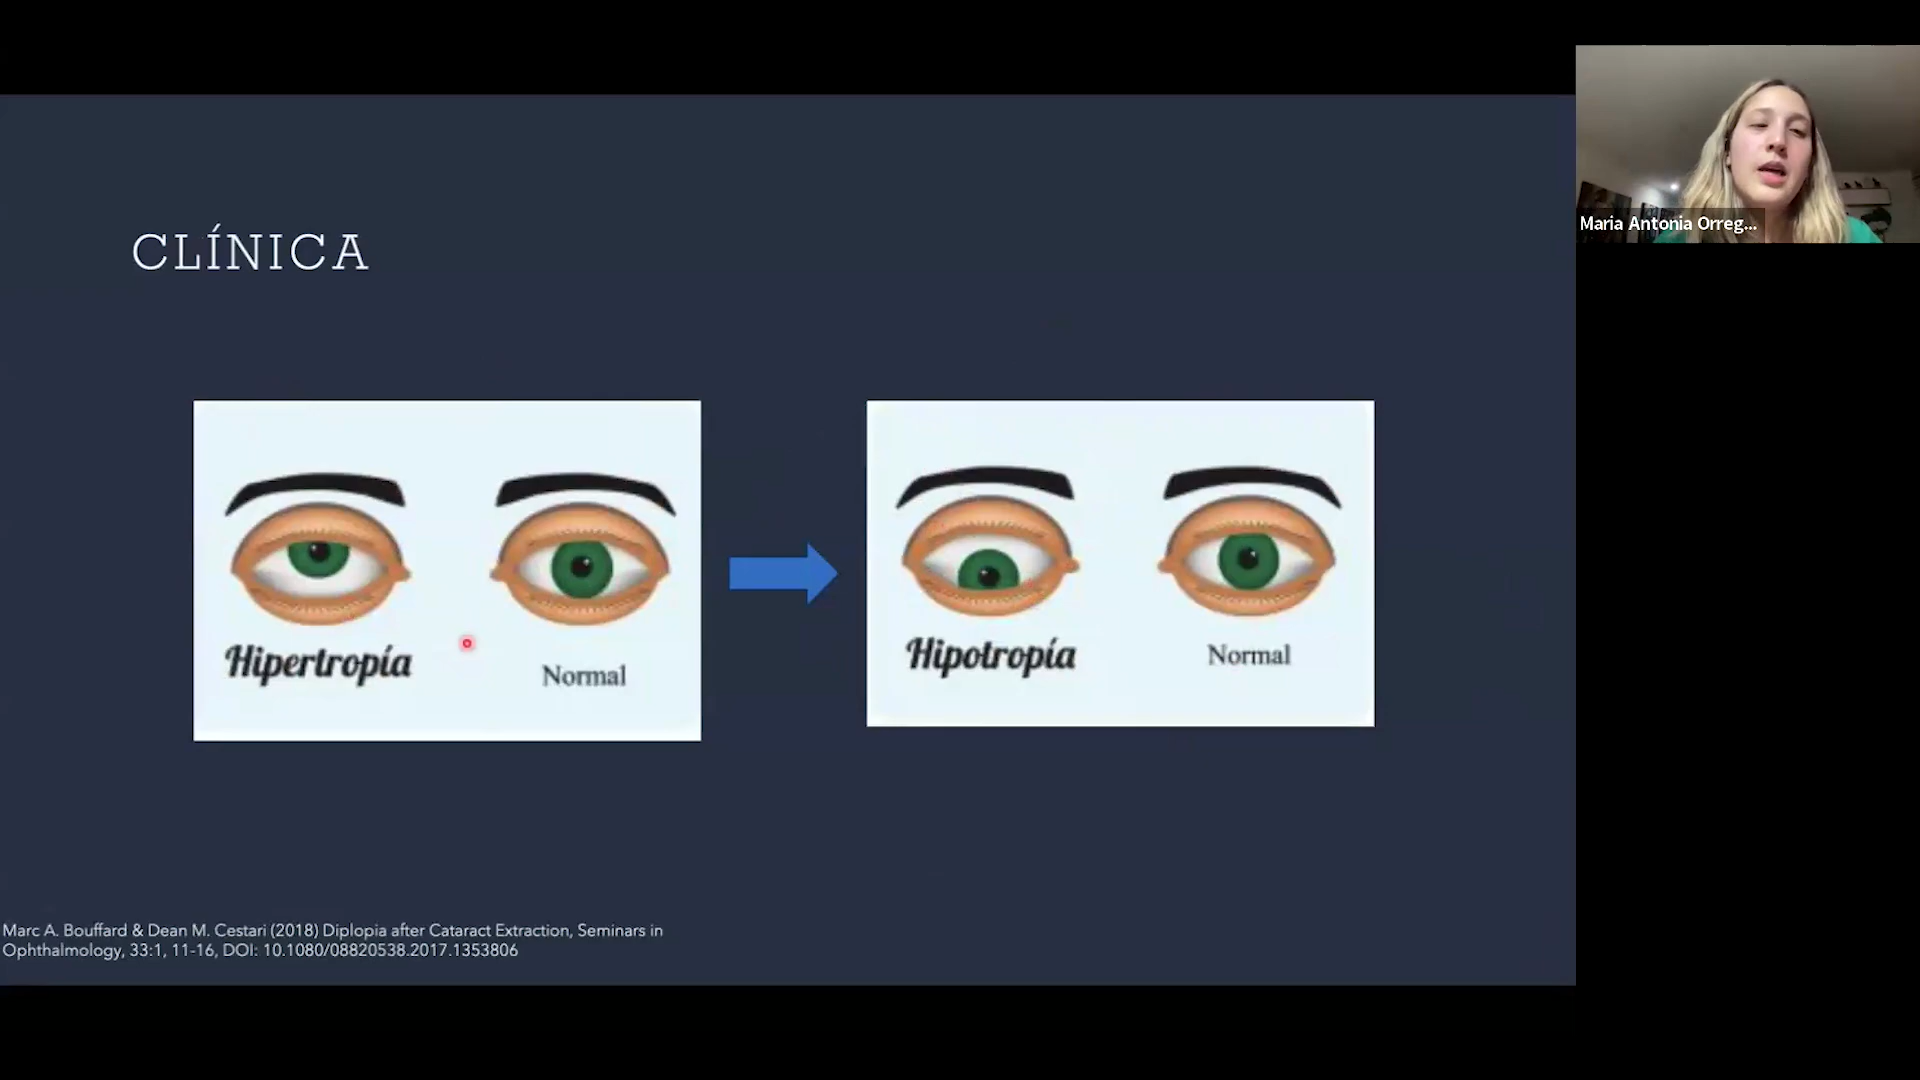 CLÍNICA
Hipertropía
Normal
Hipotropía
Normal
Marc A. Bouffard & Dean M. Cestari (2018) Diplopia after Cataract Extraction, Seminars in
Ophthalmology, 33:1, 11-16, DOI: 10.1080/08820538.2017.1353806
Maria Antonia Orreg...